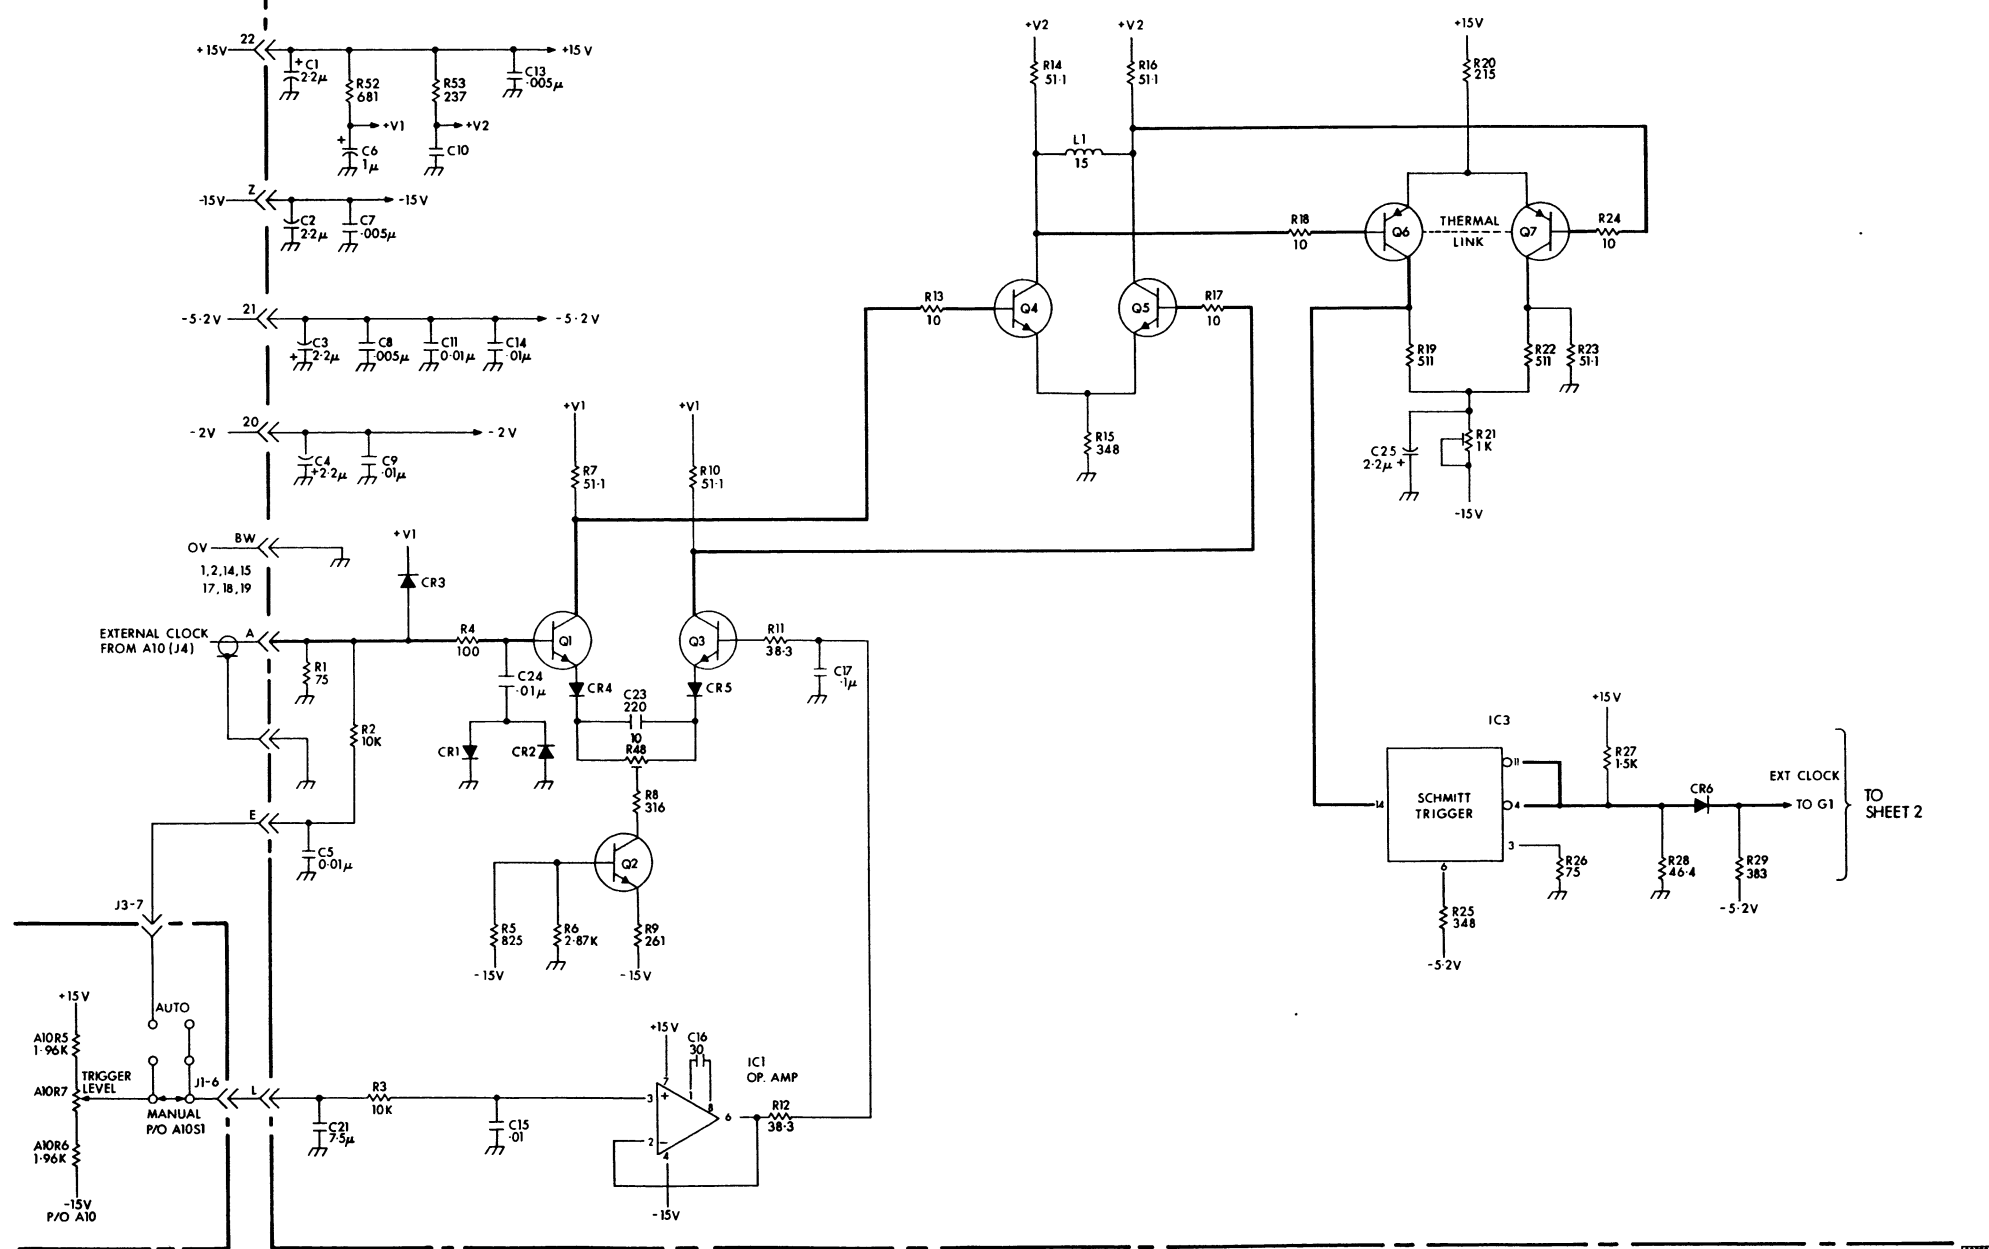 +15V
22
+
C1
2·2µ
R52
681
R53
237
C13
·005µ
+15V
+V1
+V2
+
C6
1µ
C10
-15V
Z
C2
2·2µ
C7
·005µ
-15V
-5·2V
21
+
C3
2·2µ
C8
·005µ
C11
0·01µ
C14
·01µ
-5·2V
-2V
20
C4
+2·2µ
C9
·01µ
-2V
0V
BW
1,2,14,15
17,18,19
EXTERNAL CLOCK
FROM A10 (J4)
A
R1
75
R2
10K
E
C5
0·01µ
+V1
CR3
R4
100
C24
·01µ
CR1
CR2
+V1
R7
51·1
+V1
R10
51·1
Q1
Q3
CR4
CR5
C23
220
10
R48
R8
316
R11
38·3
C17
·1µ
Q2
R5
825
-15V
R6
2·87K
R9
261
-15V
J3-7
+15V
A10R5
1·96K
A10R7
TRIGGER
LEVEL
A10R6
1·96K
-15V
P/O A10
AUTO
MANUAL
P/O A10S1
J1-6
L
C21
7·5µ
R3
10K
C15
·01
+15V
C16
30
IC1
OP. AMP
7
1
8
3
+
2
-
4
6
-15V
R12
38·3
+V2
R14
51·1
+V2
R16
51·1
L1
15
R13
10
Q4
Q5
R17
10
R15
348
R18
10
+15V
R20
215
Q6
THERMAL
LINK
Q7
R24
10
R19
511
R22
511
R23
51·1
C25
2·2µ +
R21
1K
-15V
IC3
SCHMITT
TRIGGER
14
11
4
3
6
R25
348
-5·2V
R26
75
+15V
R27
1·5K
R28
46·4
CR6
R29
383
-5·2V
EXT CLOCK
TO G1
TO
SHEET 2